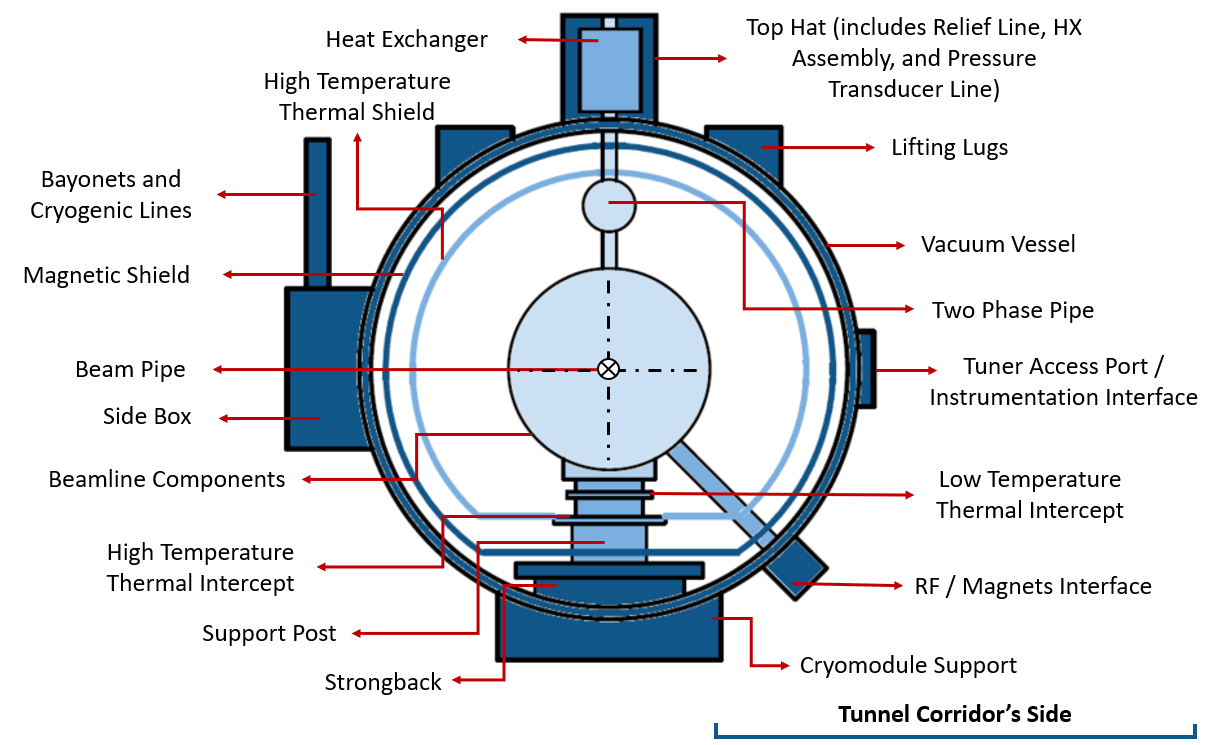 Heat Exchanger
High Temperature
Thermal Shield
Bayonets and
Cryogenic Lines
Magnetic Shield
Beam Pipe
Side Box
Beamline Components
High Temperature
Thermal Intercept
Support Post
Strongback
Top Hat (includes Relief Line, HX
Assembly, and Pressure
Transducer Line)
Lifting Lugs
Vacuum Vessel
Two Phase Pipe
Tuner Access Port /
Instrumentation Interface
Low Temperature
Thermal Intercept
RF / Magnets Interface
Cryomodule Support
Tunnel Corridor’s Side